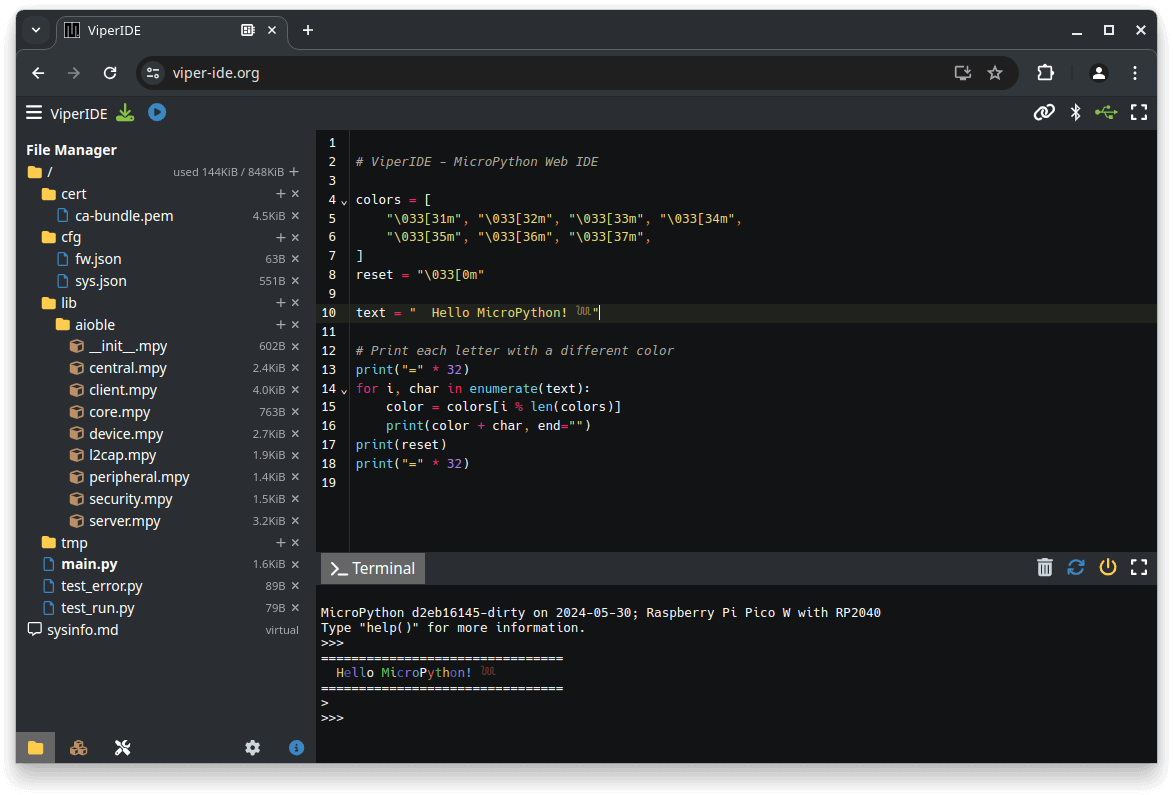 ViperIDE
viper-ide.org
ViperIDE
File Manager
/ used 144KiB / 848KiB
cert
ca-bundle.pem 4.5KiB
cfg
fw.json 63B
sys.json 551B
lib
aioble
__init__.mpy 602B
central.mpy 2.4KiB
client.mpy 4.0KiB
core.mpy 763B
device.mpy 2.7KiB
l2cap.mpy 1.9KiB
peripheral.mpy 1.4KiB
security.mpy 1.5KiB
server.mpy 3.2KiB
tmp
main.py 1.6KiB
test_error.py 89B
test_run.py 79B
sysinfo.md virtual
1
2 # ViperIDE - MicroPython Web IDE
3
4 colors = [
5     "\033[31m", "\033[32m", "\033[33m", "\033[34m",
6     "\033[35m", "\033[36m", "\033[37m",
7 ]
8 reset = "\033[0m"
9
10 text = "  Hello MicroPython! 𓆙"
11
12 # Print each letter with a different color
13 print("=" * 32)
14 for i, char in enumerate(text):
15     color = colors[i % len(colors)]
16     print(color + char, end="")
17 print(reset)
18 print("=" * 32)
19
Terminal
MicroPython d2eb16145-dirty on 2024-05-30; Raspberry Pi Pico W with RP2040
Type "help()" for more information.
>>>
================================
  Hello MicroPython! 𓆙
================================
>
>>>